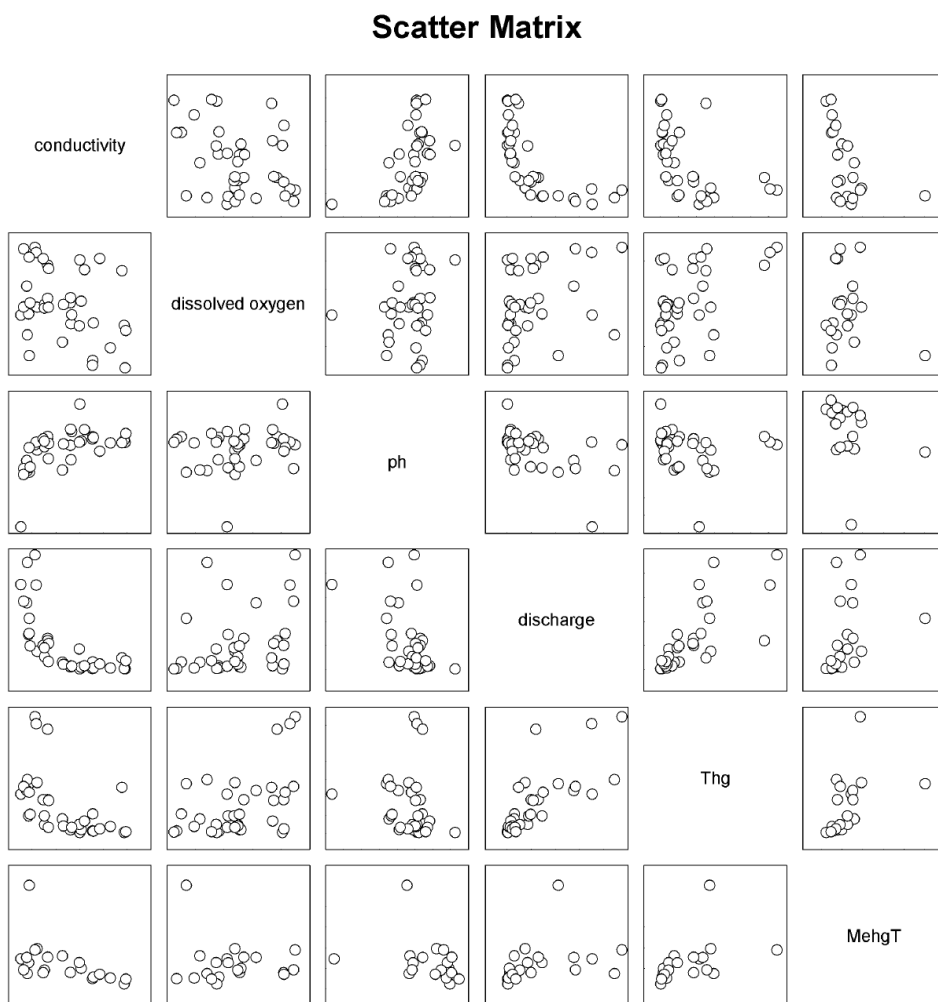 Scatter Matrix
conductivity
dissolved oxygen
ph
discharge
Thg
MehgT